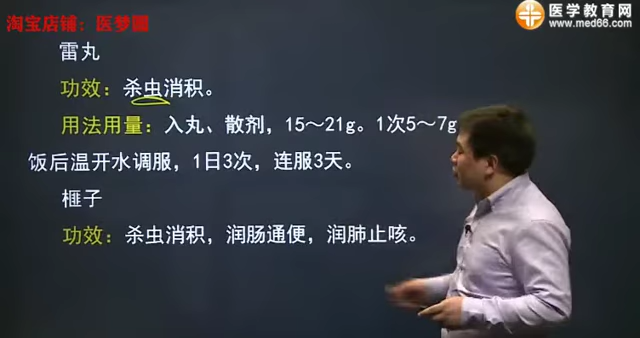 淘宝店铺：医梦圆
医学教育网
www.med66.com
雷丸
功效：杀虫消积。
用法用量：入丸、散剂，15～21g。1次5～7g
饭后温开水调服，1日3次，连服3天。
榧子
功效：杀虫消积，润肠通便，润肺止咳。